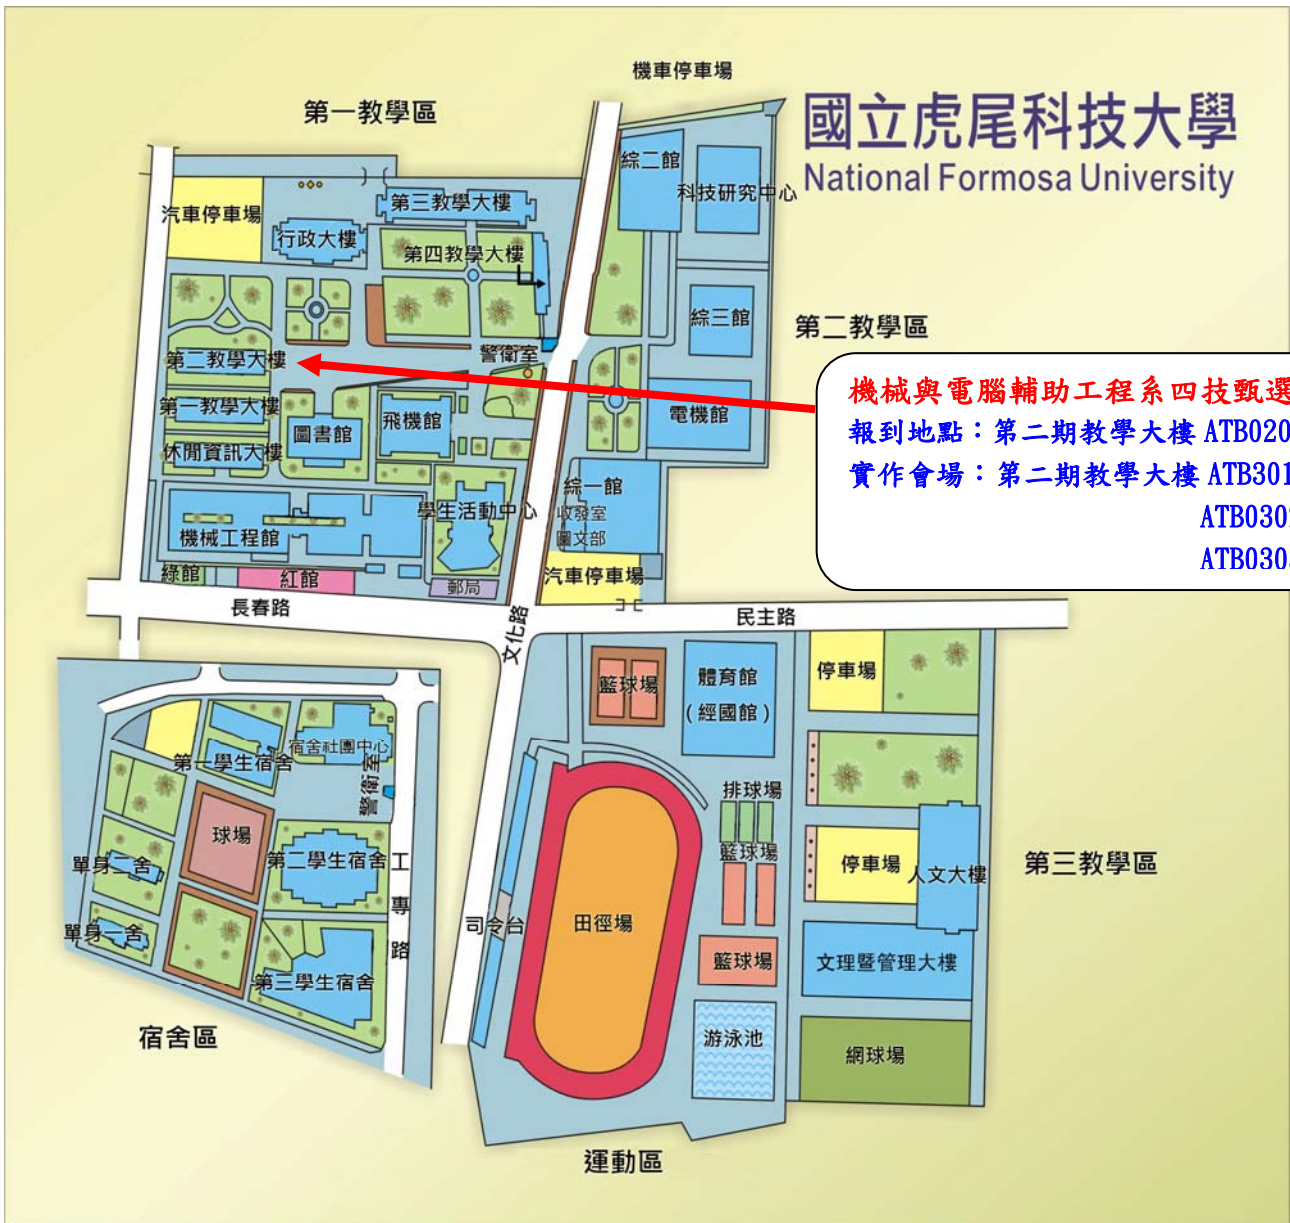 機車停車場
國立虎尾科技大學
National Formosa University
第一教學區
綜二館
科技研究中心
汽車停車場
第三教學大樓
行政大樓
第四教學大樓
綜三館
第二教學區
警衛室
第二教學大樓
第一教學大樓
飛機館
電機館
圖書館
休閒資訊大樓
機械與電腦輔助工程系四技甄選
報到地點：第二期教學大樓 ATB020
實作會場：第二期教學大樓 ATB301
ATB030
ATB030
綜一館
收發室
圖文部
學生活動中心
機械工程館
綠館
紅館
郵局
汽車停車場
長春路
文化路
民主路
籃球場
體育館
(經國館)
停車場
第一學生宿舍
宿舍社團中心
警衛室
排球場
球場
籃球場
單身二舍
第二學生宿舍
工專路
停車場
人文大樓
第三教學區
單身一舍
司令台
田徑場
籃球場
文理暨管理大樓
第三學生宿舍
宿舍區
游泳池
網球場
運動區